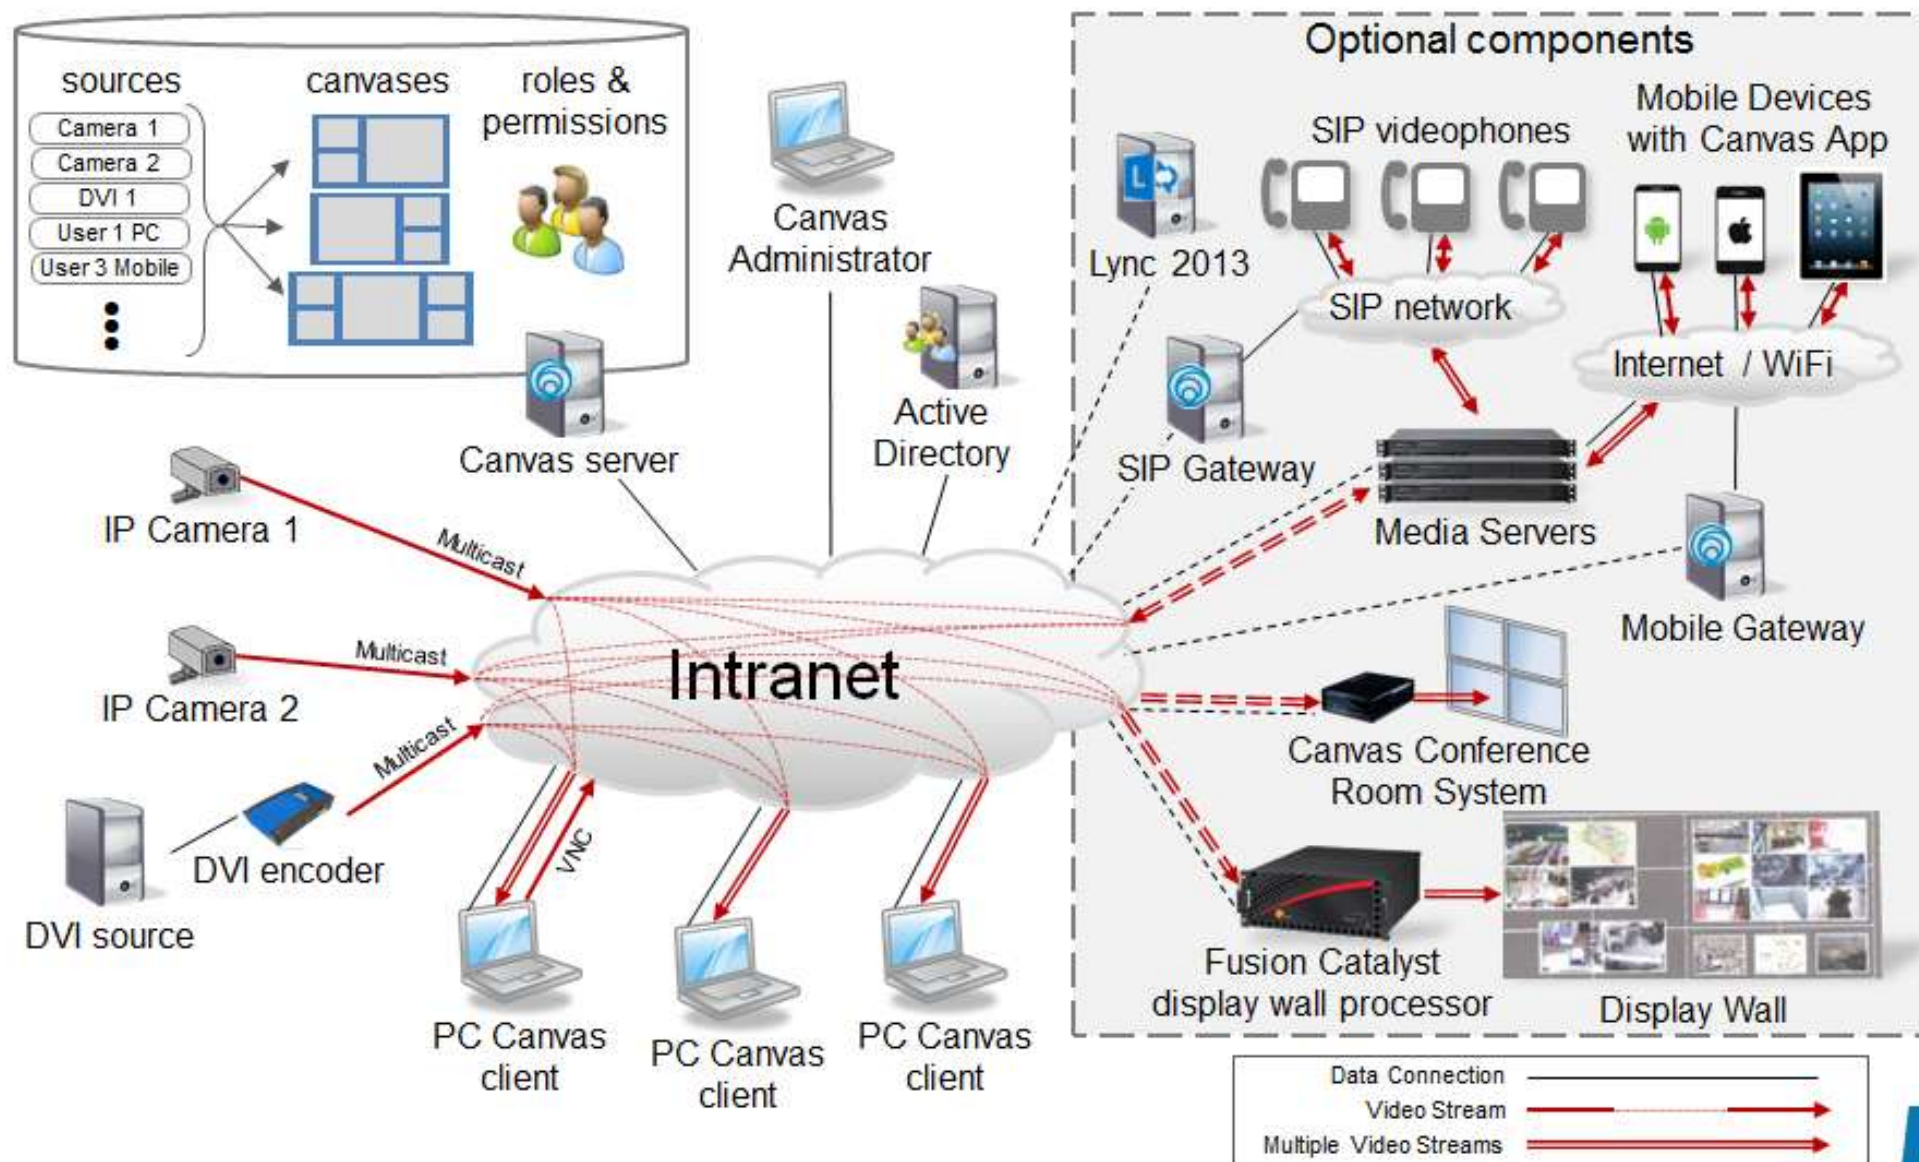 sources
canvases
roles &
permissions
Camera 1
Camera 2
DVI 1
User 1 PC
User 3 Mobile
Canvas server
Canvas
Administrator
Active
Directory
IP Camera 1
Multicast
IP Camera 2
Multicast
Multicast
DVI encoder
DVI source
Intranet
VNC
PC Canvas
client
PC Canvas
client
PC Canvas
client
Optional components
Lync 2013
SIP videophones
Mobile Devices
with Canvas App
SIP network
Internet / WiFi
SIP Gateway
Media Servers
Mobile Gateway
Canvas Conference
Room System
Fusion Catalyst
display wall processor
Display Wall
Data Connection
Video Stream
Multiple Video Streams